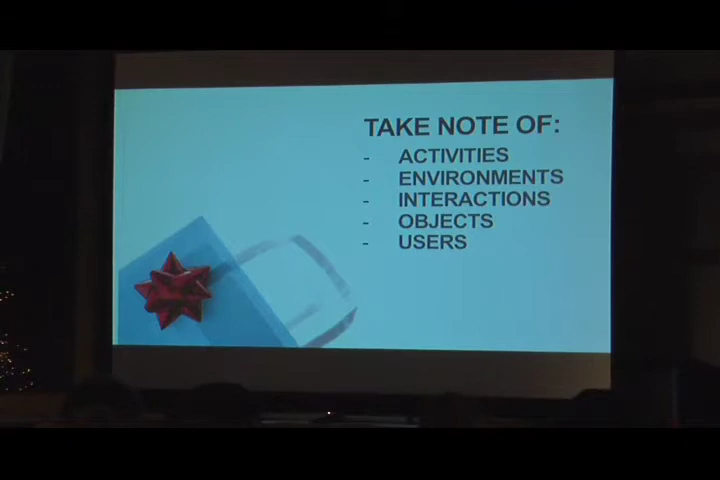 TAKE NOTE OF:
- ACTIVITIES
- ENVIRONMENTS
- INTERACTIONS
- OBJECTS
- USERS